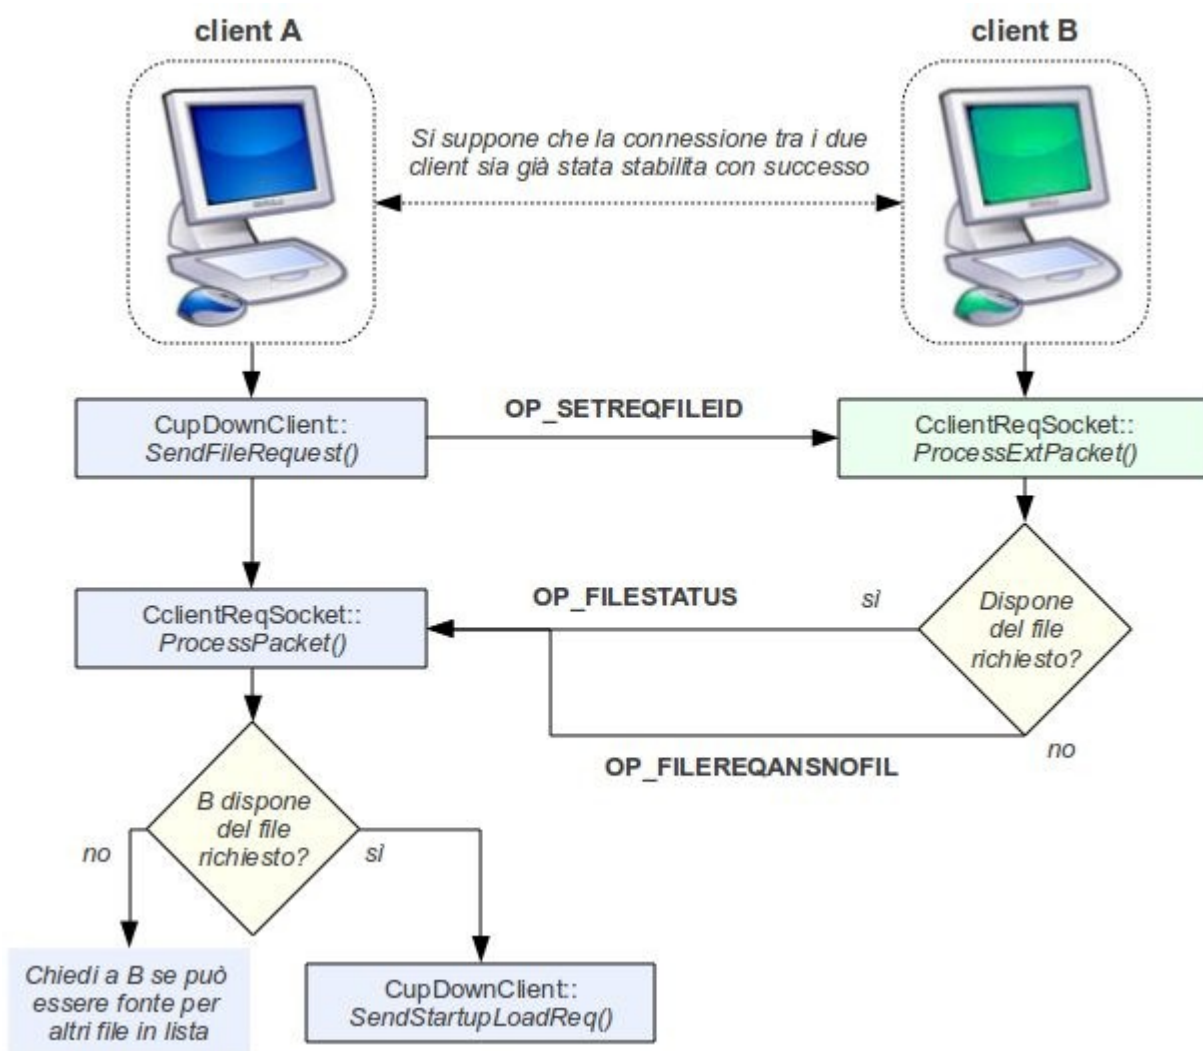 client A
client B
Si suppone che la connessione tra i due
client sia già stata stabilita con successo
CupDownClient::
SendFileRequest()
OP_SETREQFILEID
CclientReqSocket::
ProcessExtPacket()
CclientReqSocket::
ProcessPacket()
OP_FILESTATUS
sì
Dispone
del file
richiesto?
no
OP_FILEREQANSNOFIL
B dispone
del file
richiesto?
no
sì
Chiedi a B se può
essere fonte per
altri file in lista
CupDownClient::
SendStartupLoadReq()